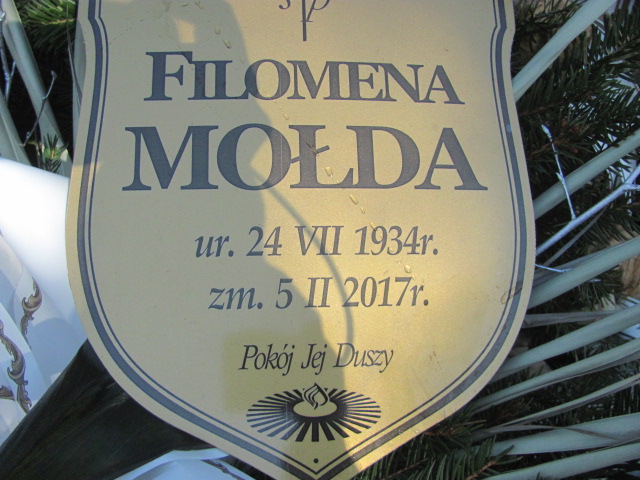 FILOMENA
MOŁDA
ur. 24 VII 1934r.
zm. 5 II 2017r.
Pokój Jej Duszy